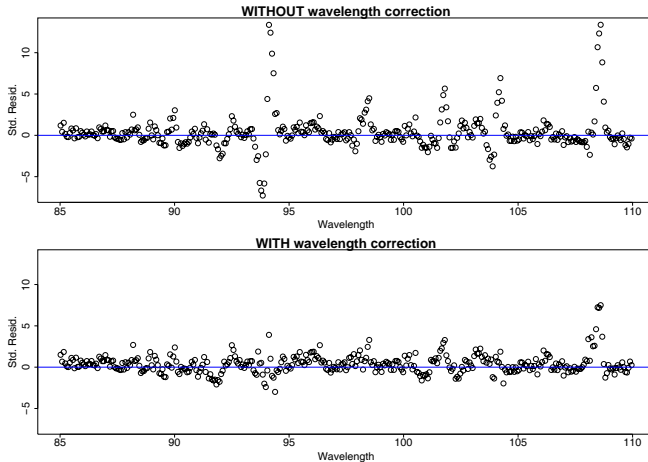 WITHOUT wavelength correction
Std. Resid.
10
5
0
−5
85 90 95 100 105 110
Wavelength
WITH wavelength correction
Std. Resid.
10
5
0
−5
85 90 95 100 105 110
Wavelength